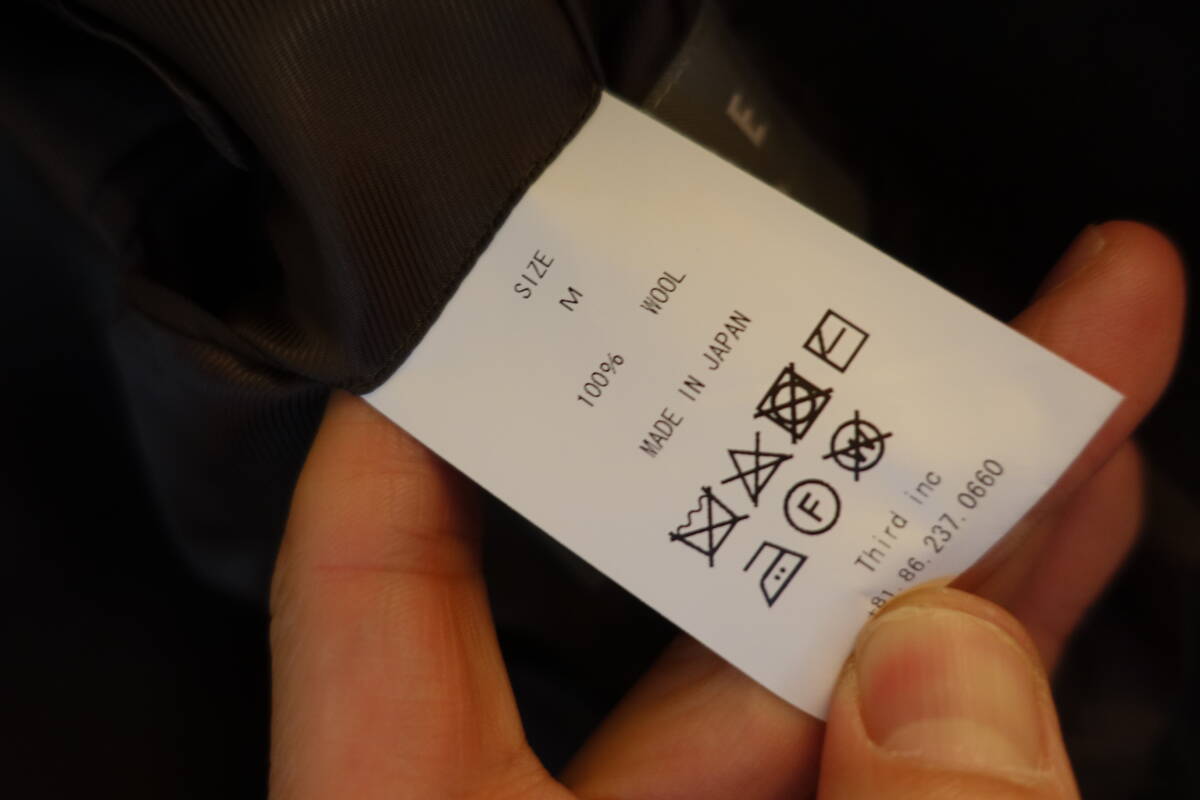 SIZE
M
100% WOOL
MADE IN JAPAN
F
W
Third inc
+81.86.237.0660
E